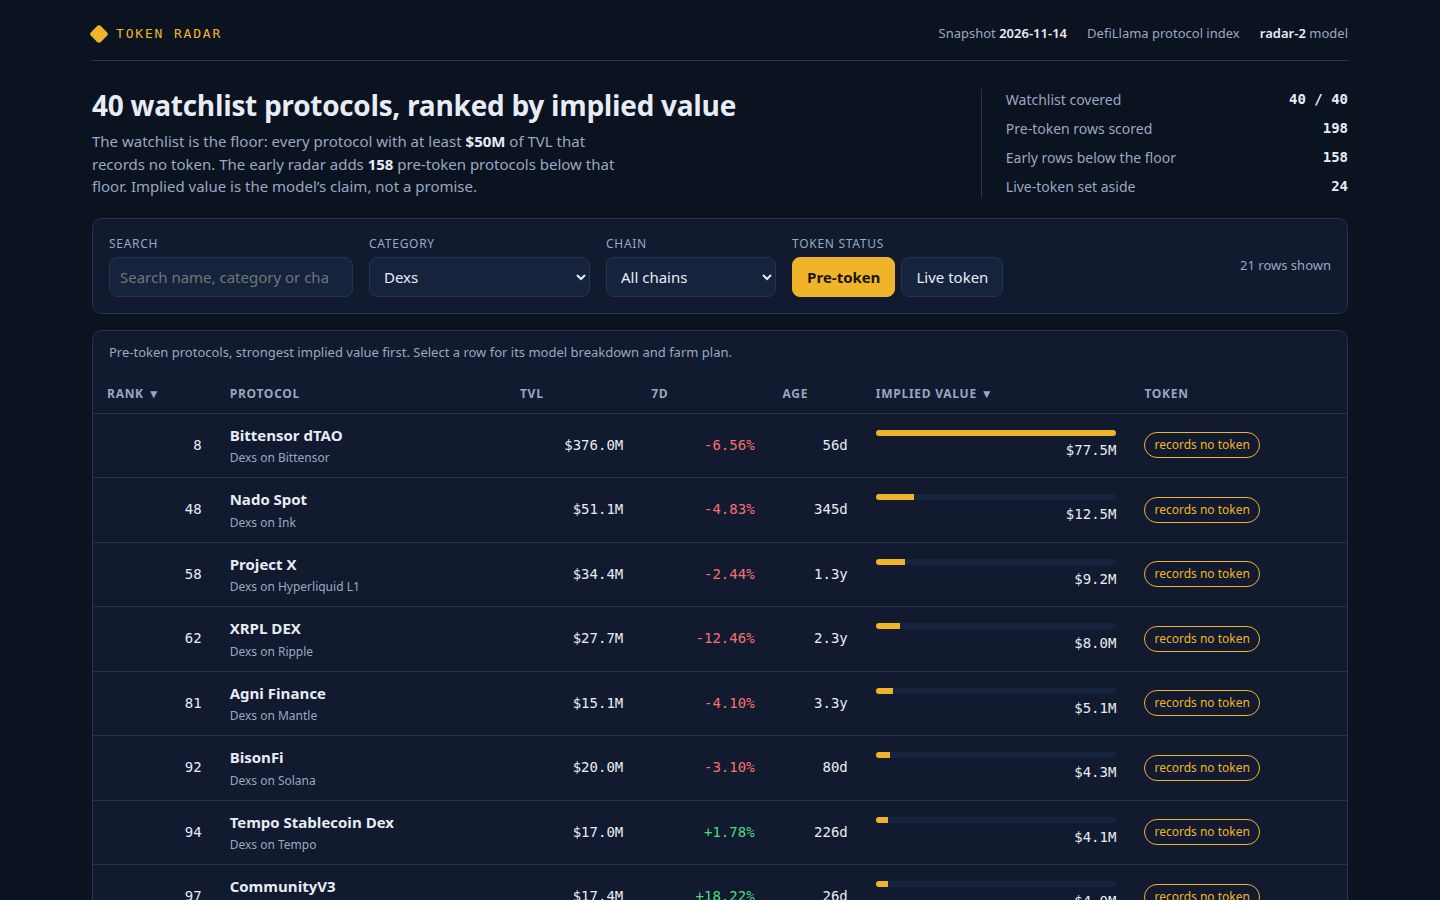 TOKEN RADAR
Snapshot 2026-11-14 DefiLlama protocol index radar-2 model
40 watchlist protocols, ranked by implied value
The watchlist is the floor: every protocol with at least $50M of TVL that
records no token. The early radar adds 158 pre-token protocols below that
floor. Implied value is the model's claim, not a promise.
Watchlist covered 40 / 40
Pre-token rows scored 198
Early rows below the floor 158
Live-token set aside 24
SEARCH CATEGORY CHAIN TOKEN STATUS
Search name, category or cha Dexs All chains Pre-token Live token 21 rows shown
Pre-token protocols, strongest implied value first. Select a row for its model breakdown and farm plan.
RANK ▼ PROTOCOL TVL 7D AGE IMPLIED VALUE ▼ TOKEN
8 Bittensor dTAO $376.0M -6.56% 56d $77.5M records no token
Dexs on Bittensor
48 Nado Spot $51.1M -4.83% 345d $12.5M records no token
Dexs on Ink
58 Project X $34.4M -2.44% 1.3y $9.2M records no token
Dexs on Hyperliquid L1
62 XRPL DEX $27.7M -12.46% 2.3y $8.0M records no token
Dexs on Ripple
81 Agni Finance $15.1M -4.10% 3.3y $5.1M records no token
Dexs on Mantle
92 BisonFi $20.0M -3.10% 80d $4.3M records no token
Dexs on Solana
94 Tempo Stablecoin Dex $17.0M +1.78% 226d $4.1M records no token
Dexs on Tempo
97 CommunityV3 $17.4M +18.22% 26d records no token